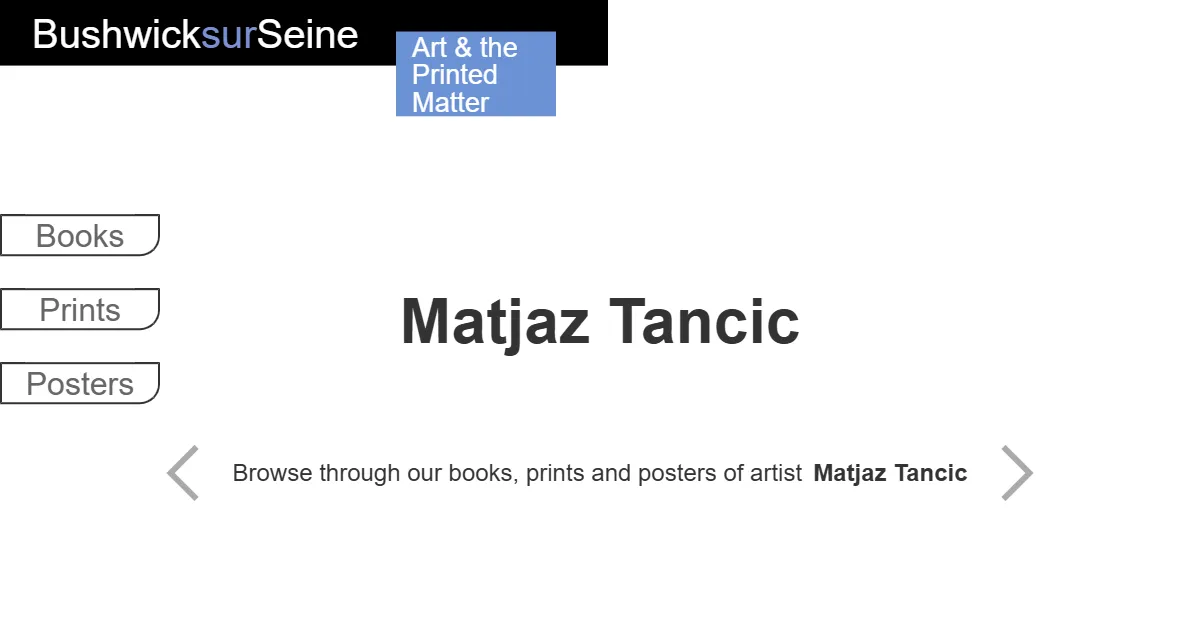 BushwicksurSeine
Art & the
Printed
Matter
Books
Prints
Posters
Matjaz Tancic
Browse through our books, prints and posters of artist Matjaz Tancic